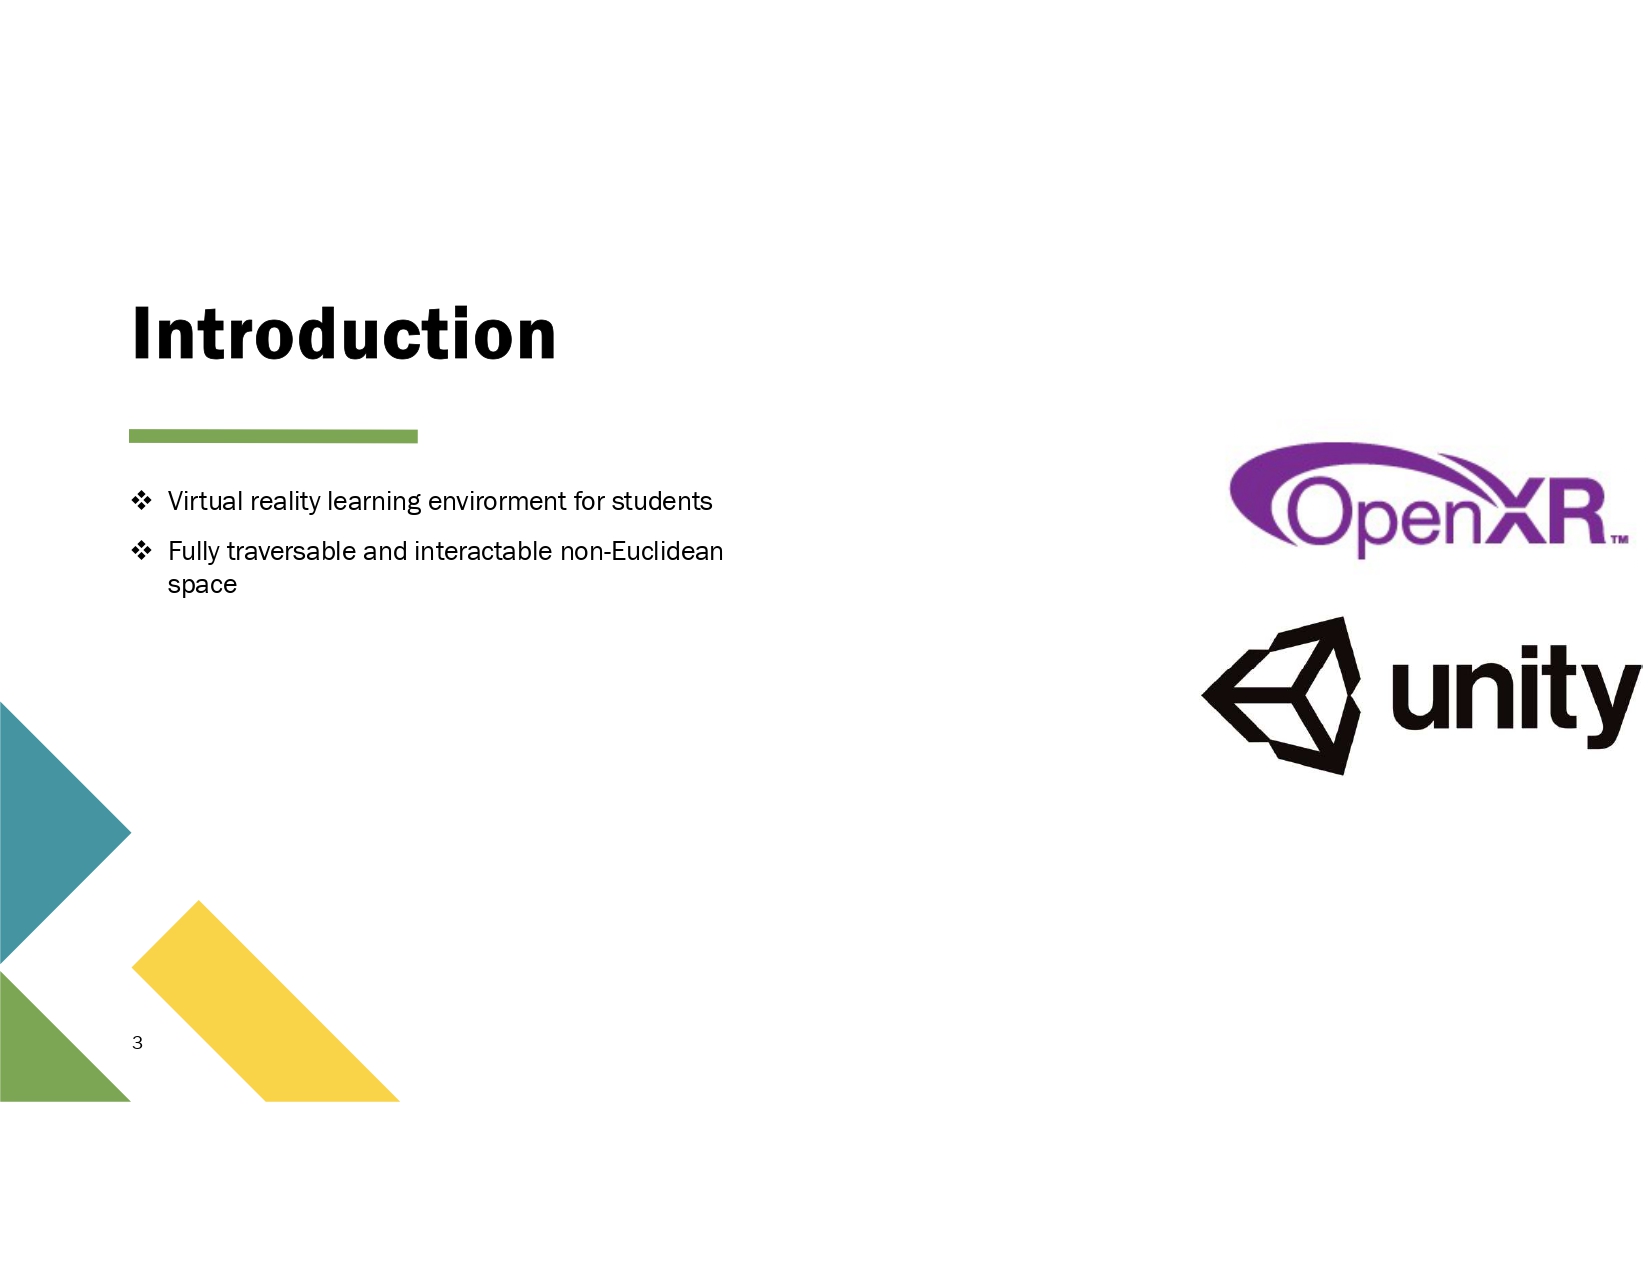 Introduction
❖ Virtual reality learning envirorment for students
❖ Fully traversable and interactable non-Euclidean
space
OpenXR™
unity
3